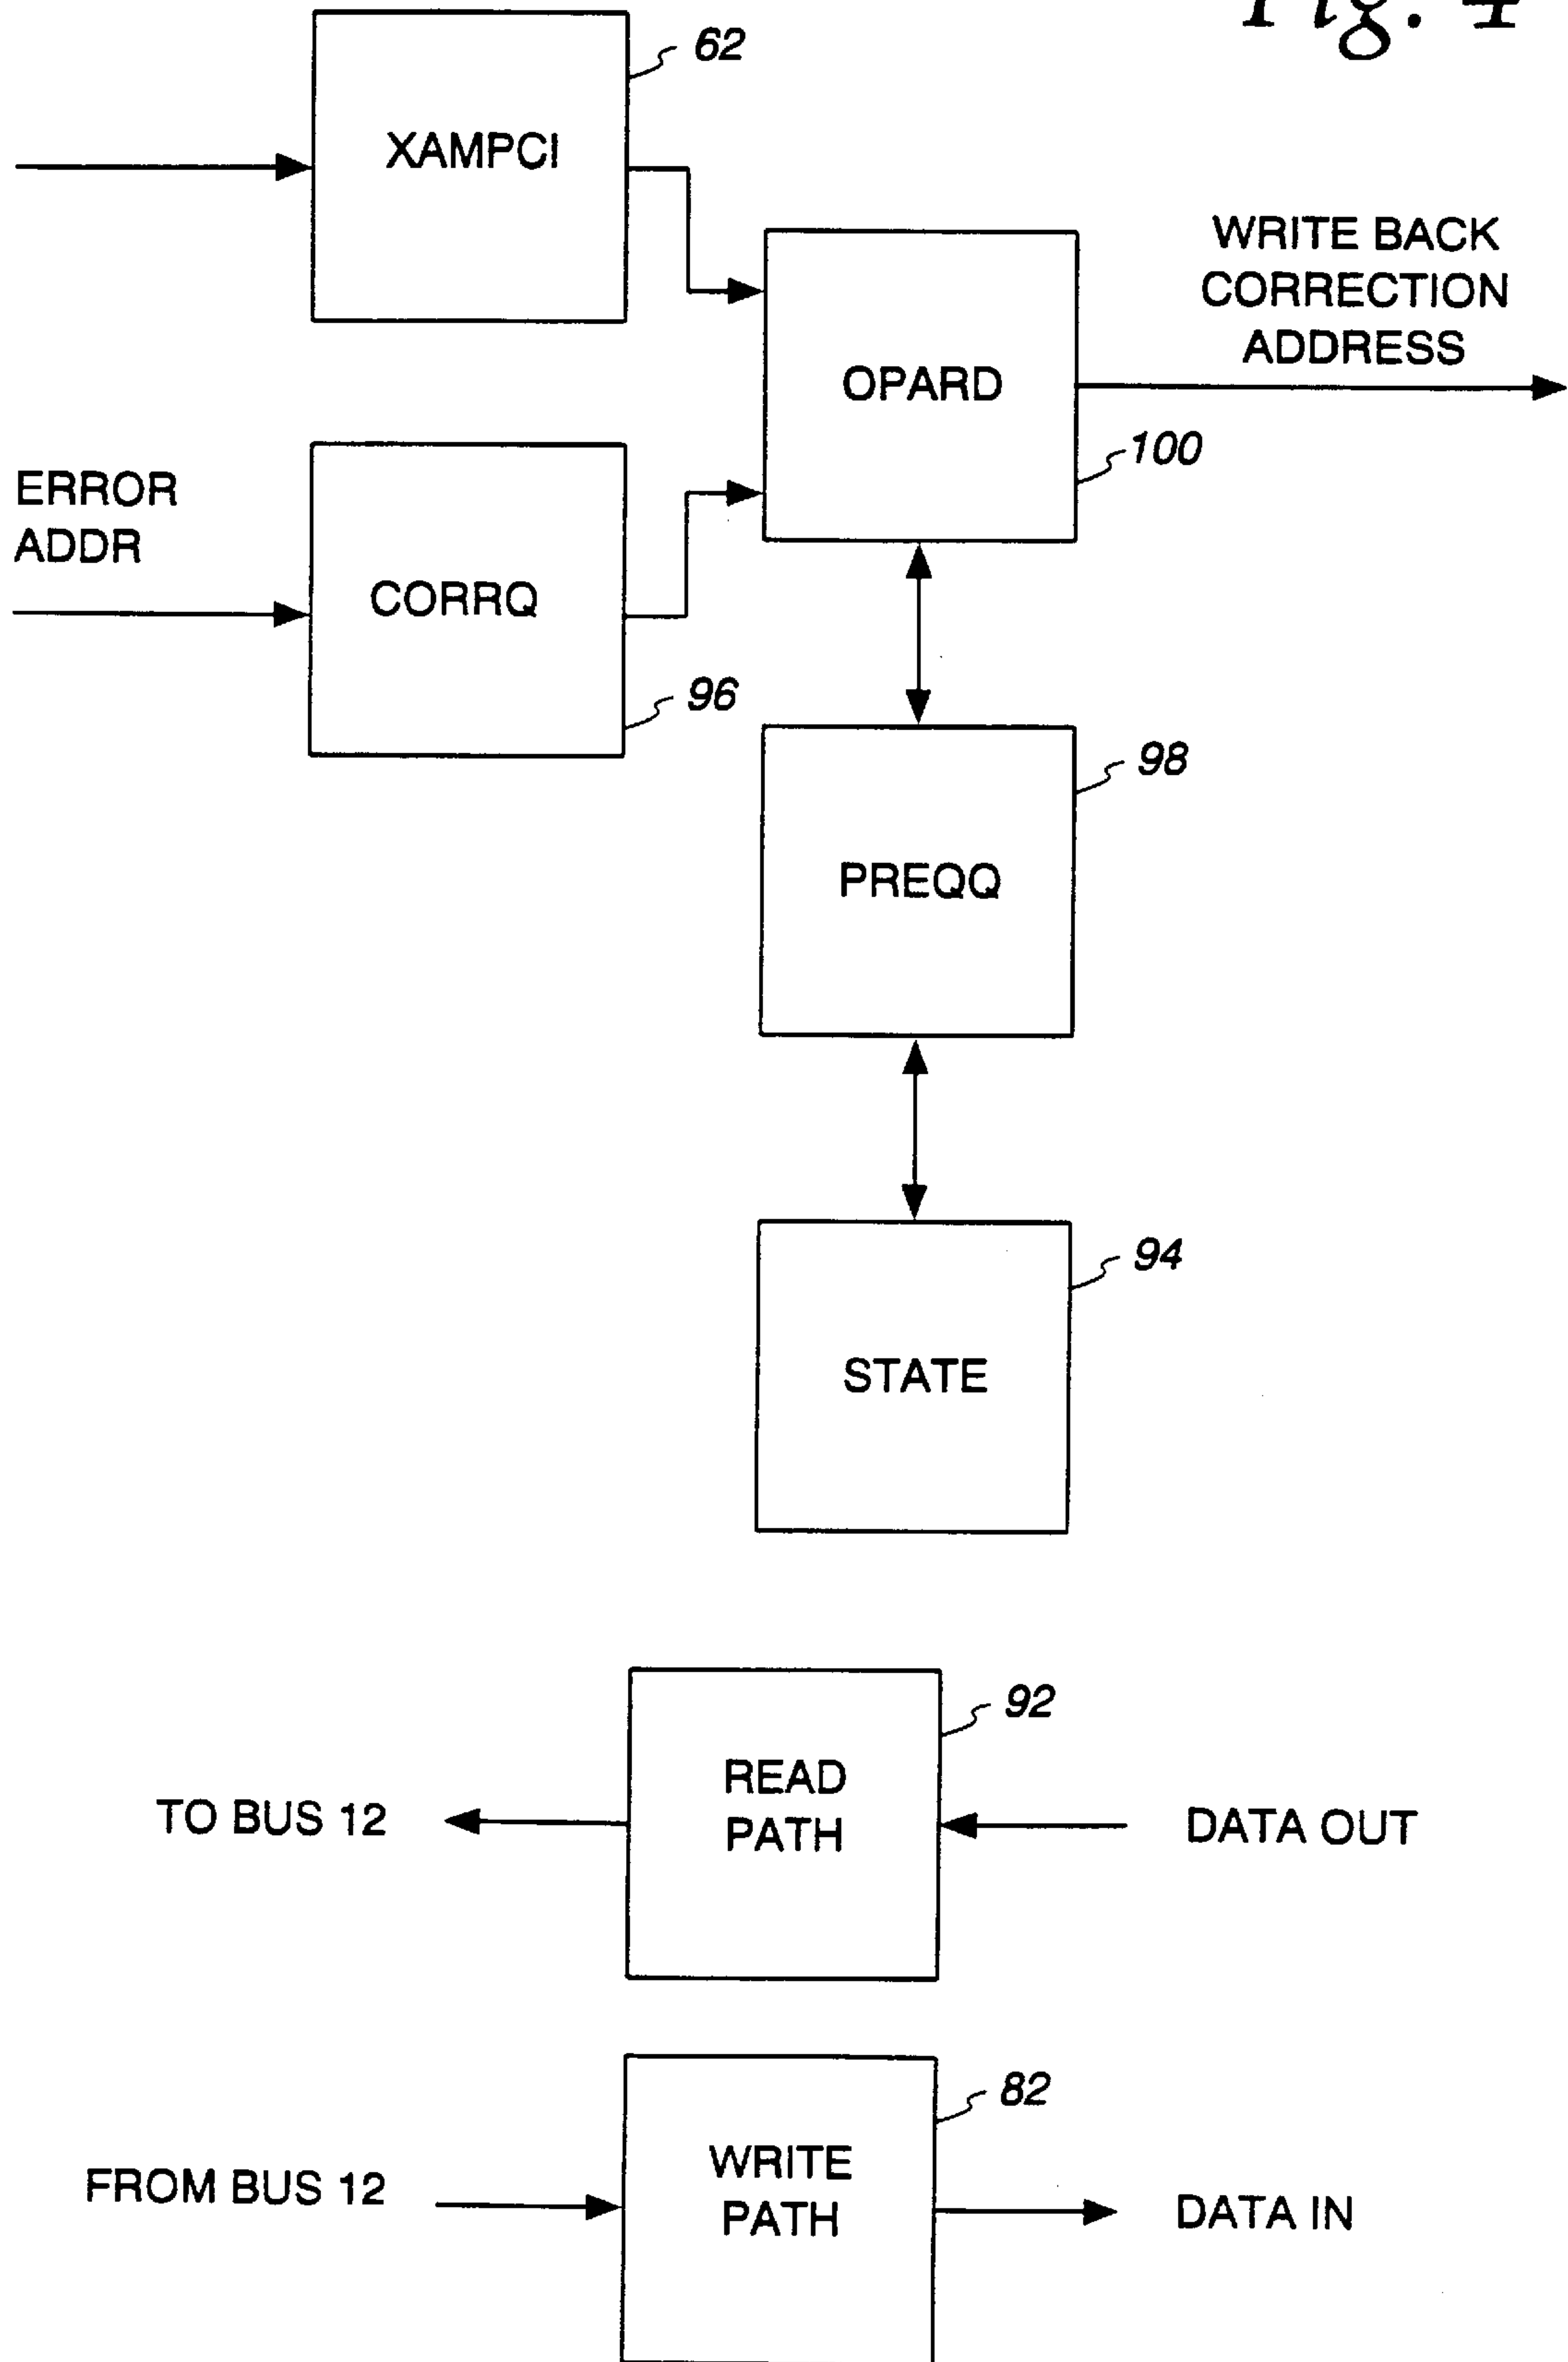 Fig. 4
62
XAMPCI
WRITE BACK
CORRECTION
ADDRESS
OPARD
100
ERROR
ADDR
CORRQ
96
98
PREQQ
94
STATE
92
READ
PATH
TO BUS 12
DATA OUT
82
WRITE
PATH
FROM BUS 12
DATA IN